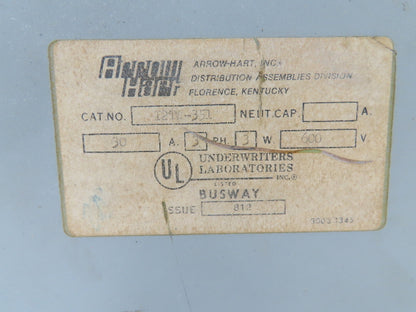 Arrow Hart
ARROW-HART, INC.
DISTRIBUTION ASSEMBLIES DIVISION
FLORENCE, KENTUCKY
CAT NO. NEUT. CAP. A.
30 A. 3 PH 3 W 600 V
UL
UNDERWRITERS
LABORATORIES
INC.®
LISTED
BUSWAY
ISSUE 818